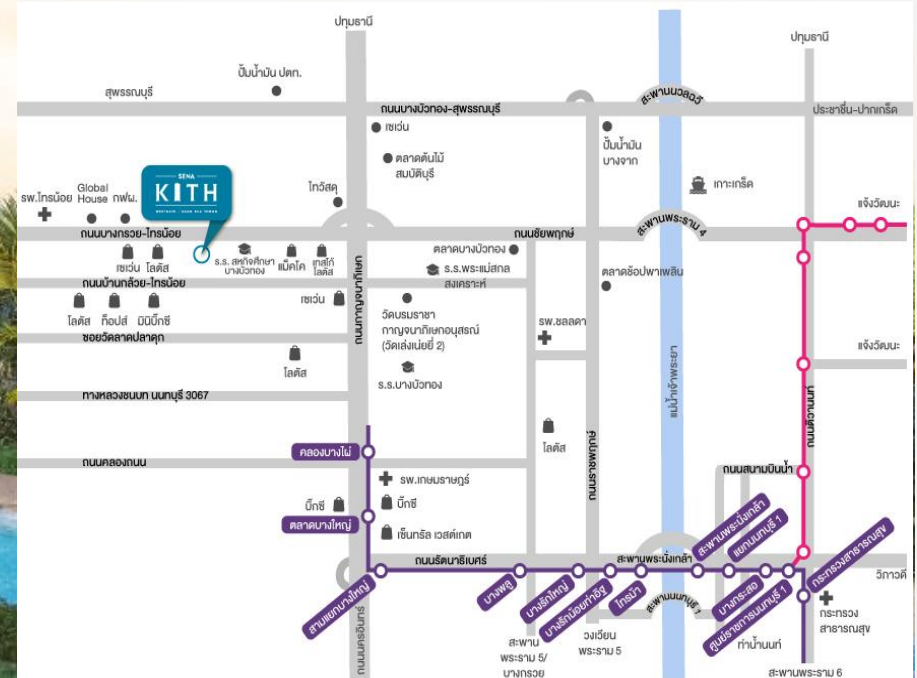 ปทุมธานี
ปทุมธานี
ปั๊มน้ำมัน ปตท.
สุพรรณบุรี
ถนนบางบัวทอง-สุพรรณบุรี
สะพานนวลฉวี
ประชาชื่น-ปากเกร็ด
เซเว่น
ตลาดต้นไม้
สมบัติบุรี
ปั๊มน้ำมัน
บางจาก
เกาะเกร็ด
SENA
KITH
ไทวัสดุ
รพ.ไทรน้อย
Global
House
กฟผ.
แจ้งวัฒนะ
ถนนบางกรวย-ไทรน้อย
ถนนชัยพฤกษ์
สะพานพระราม 4
เซเว่น
โลตัส
ร.ร. สหกิจศึกษา
บางบัวทอง
แม็คโค
เทสโก้
โลตัส
ตลาดบางบัวทอง
ร.ร.พระแม่สกล
สงเคราะห์
ตลาดช้อปพาเพลิน
ถนนบ้านกล้วย-ไทรน้อย
เซเว่น
โลตัส
ท็อปส์
มินิบิ๊กซี
วัดบรมราชา
กาญจนาภิเษกอนุสรณ์
(วัดเล่งเน่ยยี่ 2)
รพ.ชลลดา
ซอยวัดลาดปลาดุก
ถนนกาญจนาภิเษก
แจ้งวัฒนะ
โลตัส
ร.ร.บางบัวทอง
แม่น้ำเจ้าพระยา
ถนนติวานนท์
ทางหลวงชนบท นนทบุรี 3067
โลตัส
ถนนราชพฤกษ์
คลองบางไผ่
ถนนคลองถนน
รพ.เกษมราษฎร์
ถนนสนามบินน้ำ
บิ๊กซี
บิ๊กซี
ตลาดบางใหญ่
เซ็นทรัล เวสต์เกต
ถนนรัตนาธิเบศร์
สะพานพระนั่งเกล้า
สะพานพระนั่งเกล้า
แยกนนทบุรี 1
กระทรวงสาธารณสุข
วิภาวดี
สามแยกบางใหญ่
บางพลู
บางรักใหญ่
บางรักน้อยท่าอิฐ
ไทรม้า
สะพานนนทบุรี 1
บางกระสอ
ศูนย์ราชการนนทบุรี 1
กระทรวง
สาธารณสุข
ถนนนครอินทร์
สะพาน
พระราม 5/
บางกรวย
วงเวียน
พระราม 5
ท่าน้ำนนท์
สะพานพระราม 6